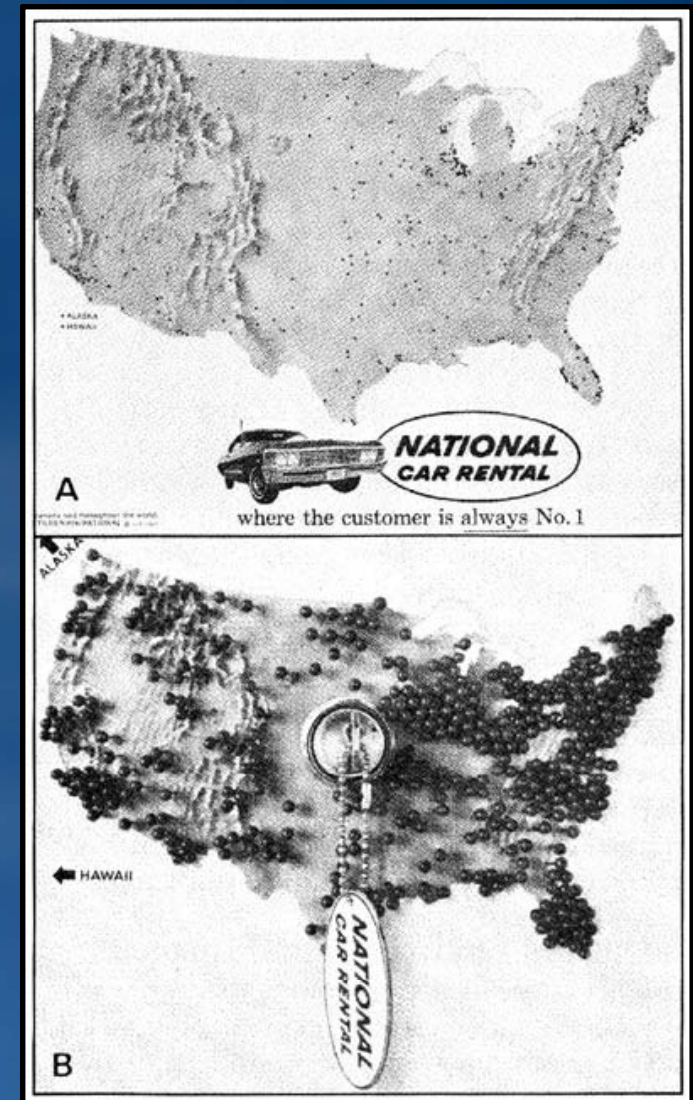 • ALASKA
• HAWAII
NATIONAL
CAR RENTAL
A
where the customer is always No. 1
ALASKA
HAWAII
NATIONAL
CAR RENTAL
B